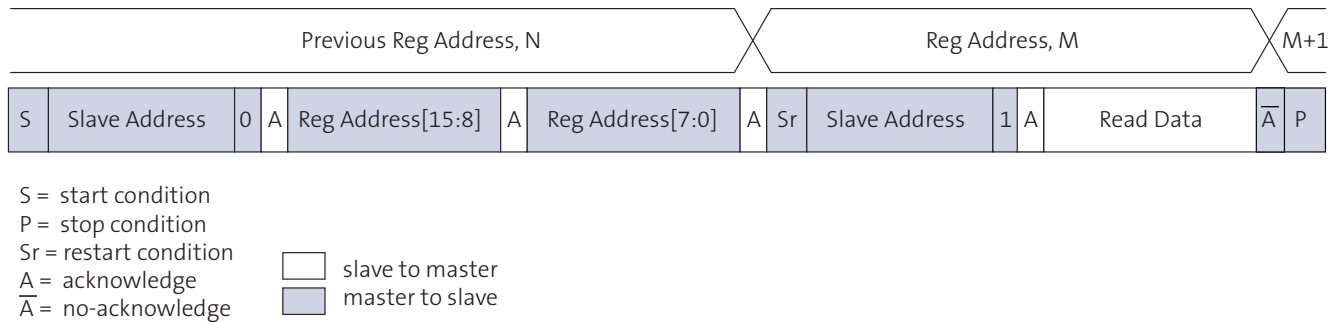 Previous Reg Address, N Reg Address, M M+1
S Slave Address 0 A Reg Address[15:8] A Reg Address[7:0] A Sr Slave Address 1 A Read Data A̅ P
S = start condition
P = stop condition
Sr = restart condition
A = acknowledge
A̅ = no-acknowledge
slave to master
master to slave